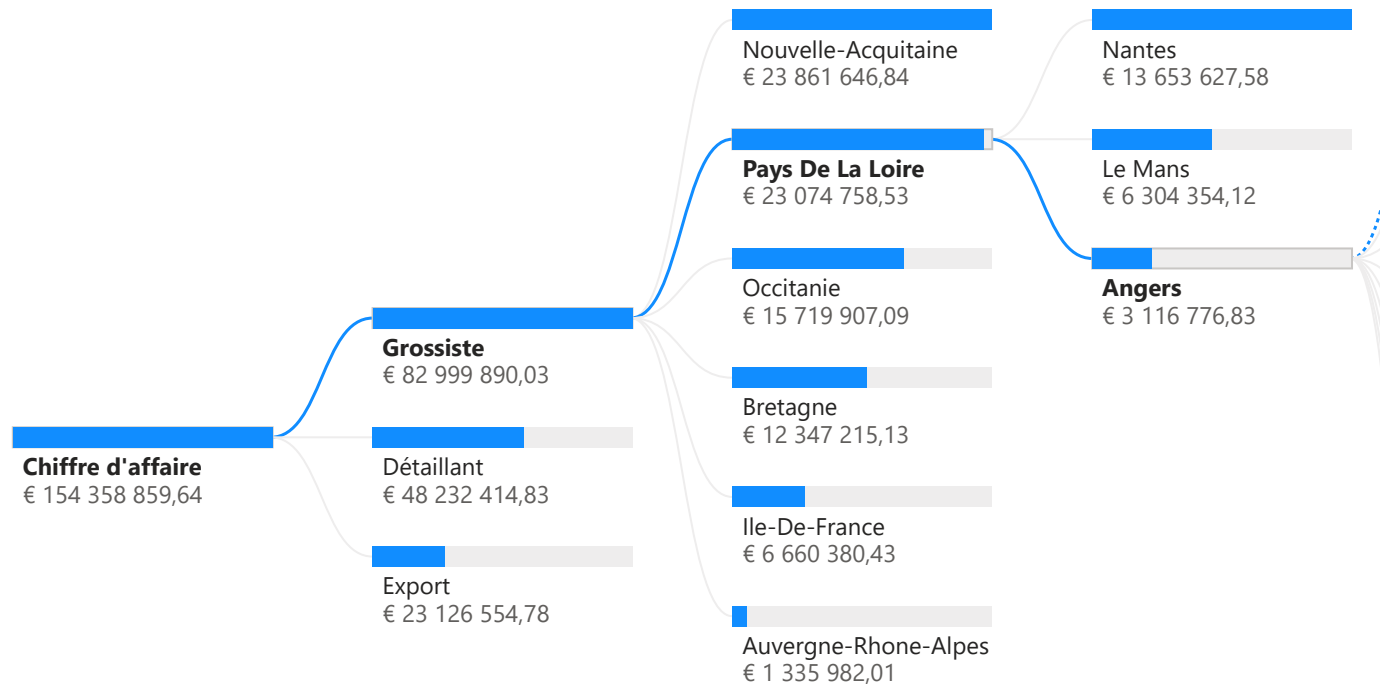 Chiffre d'affaire
€ 154 358 859,64
Grossiste
€ 82 999 890,03
Détaillant
€ 48 232 414,83
Export
€ 23 126 554,78
Nouvelle-Acquitaine
€ 23 861 646,84
Pays De La Loire
€ 23 074 758,53
Occitanie
€ 15 719 907,09
Bretagne
€ 12 347 215,13
Ile-De-France
€ 6 660 380,43
Auvergne-Rhone-Alpes
€ 1 335 982,01
Nantes
€ 13 653 627,58
Le Mans
€ 6 304 354,12
Angers
€ 3 116 776,83